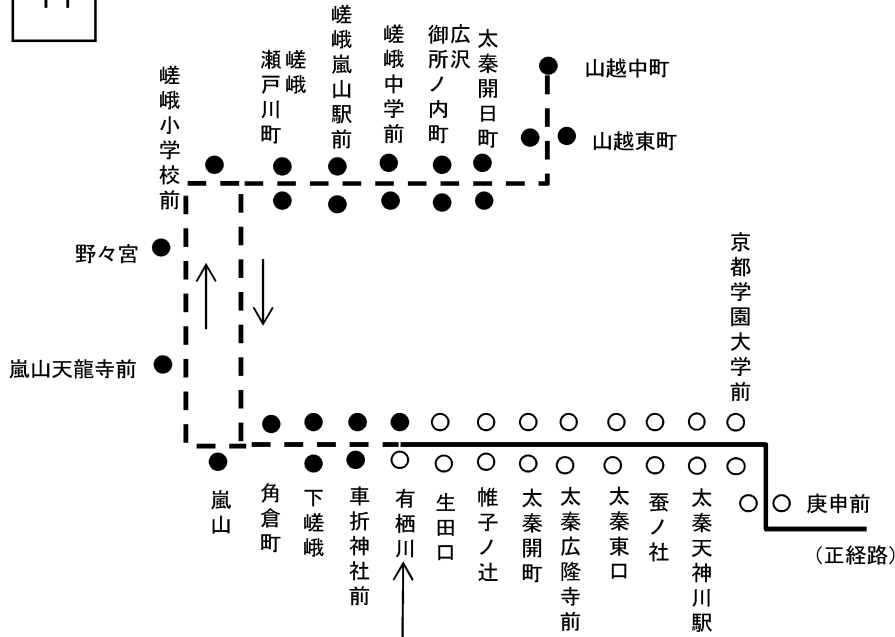 嵯峨小学校前
嵯峨
瀬戸川町
嵯峨嵐山駅前
嵯峨中学前
広沢
御所ノ内町
太秦開日町
山越中町
山越東町
野々宮
嵐山天龍寺前
京都学園大学前
嵐山
角倉町
下嵯峨
車折神社前
有栖川
生田口
帷子ノ辻
太秦開町
太秦広隆寺前
太秦東口
蚕ノ社
太秦天神川駅
庚申前
（正経路）